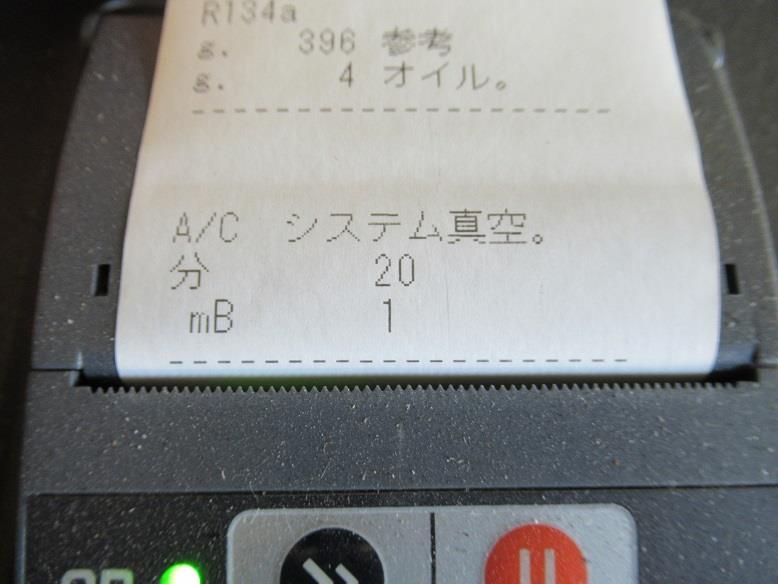 R134a
g. 396 参考
g. 4 オイル。
A/C システム真空。
分 20
mB 1